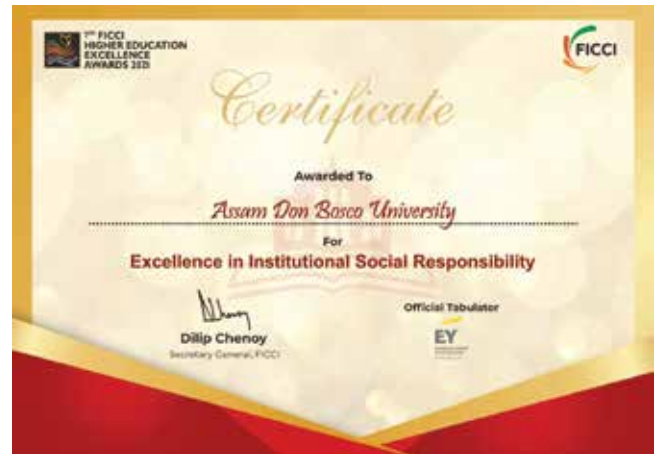 7th FICCI
HIGHER EDUCATION
EXCELLENCE
AWARDS 2021
FICCI
Certificate
Awarded To
Assam Don Bosco University
For
Excellence in Institutional Social Responsibility
Dilip Chenoy
Secretary General, FICCI
Official Tabulator
EY